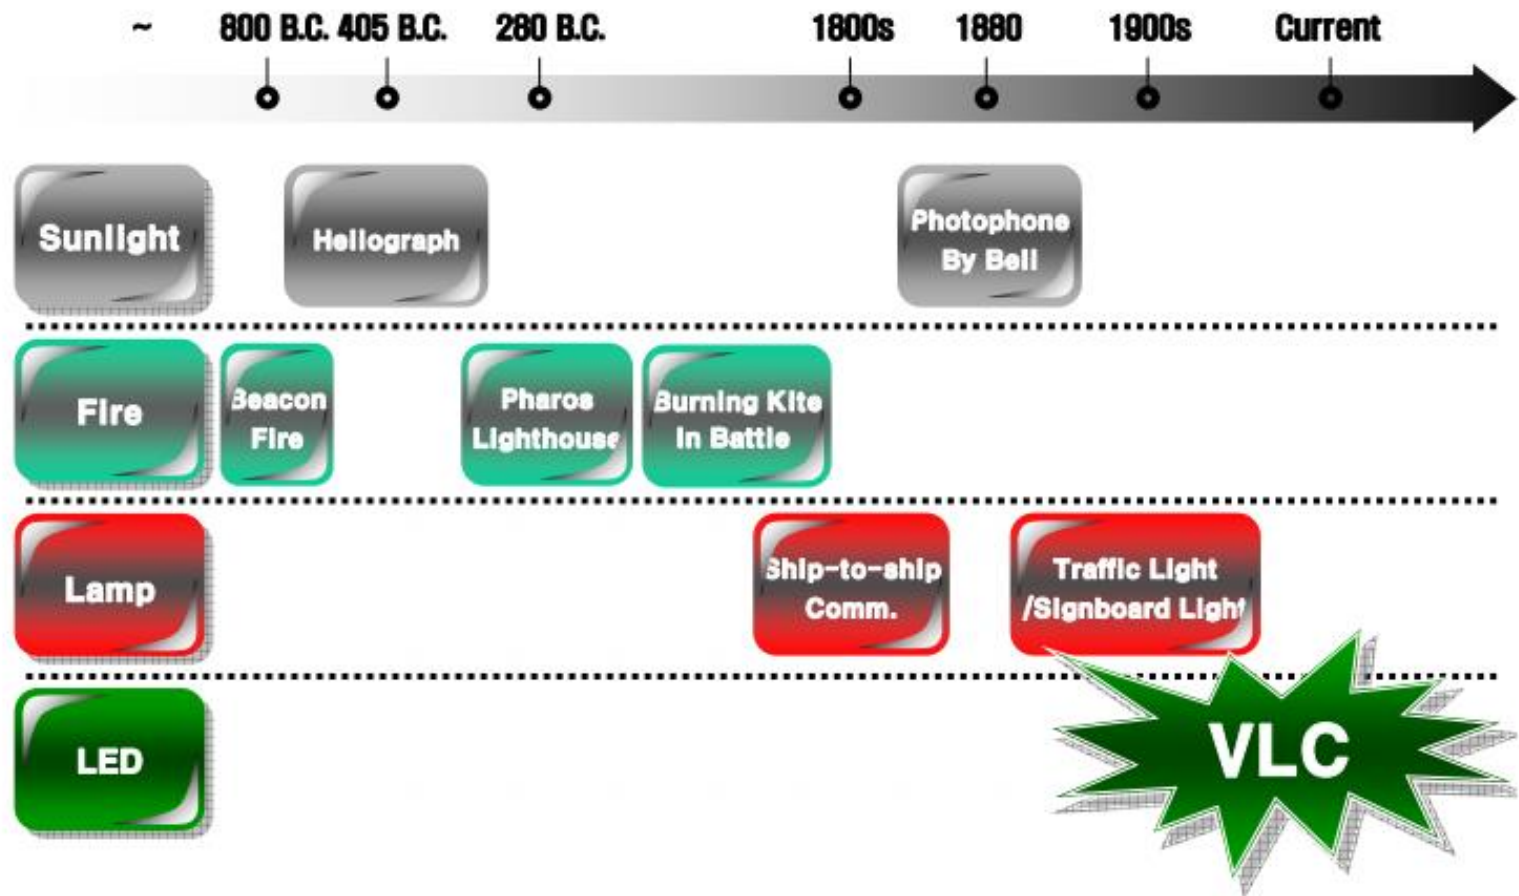 ~ 800 B.C. 405 B.C. 280 B.C. 1800s 1880 1900s Current
Sunlight
Heliograph
Photophone
By Bell
Fire
Beacon
Fire
Pharos
Lighthouse
Burning Kite
in Battle
Lamp
Ship-to-ship
Comm.
Traffic Light
/Signboard Light
LED
VLC